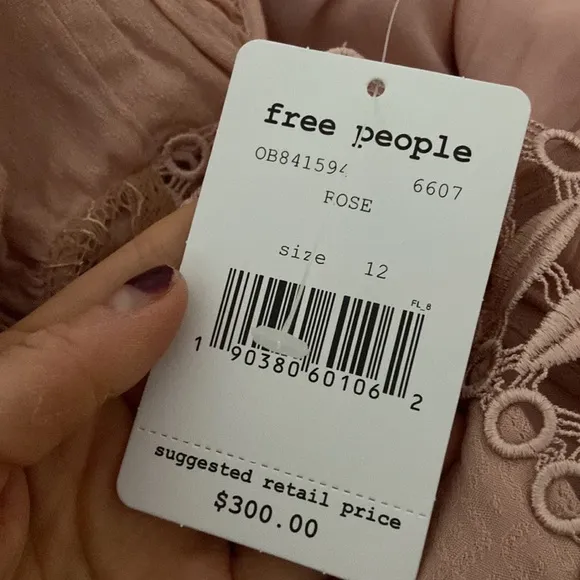 free people
OB841594 6607
ROSE
size 12
FL_8
1 90380 60106 2
suggested retail price
$300.00